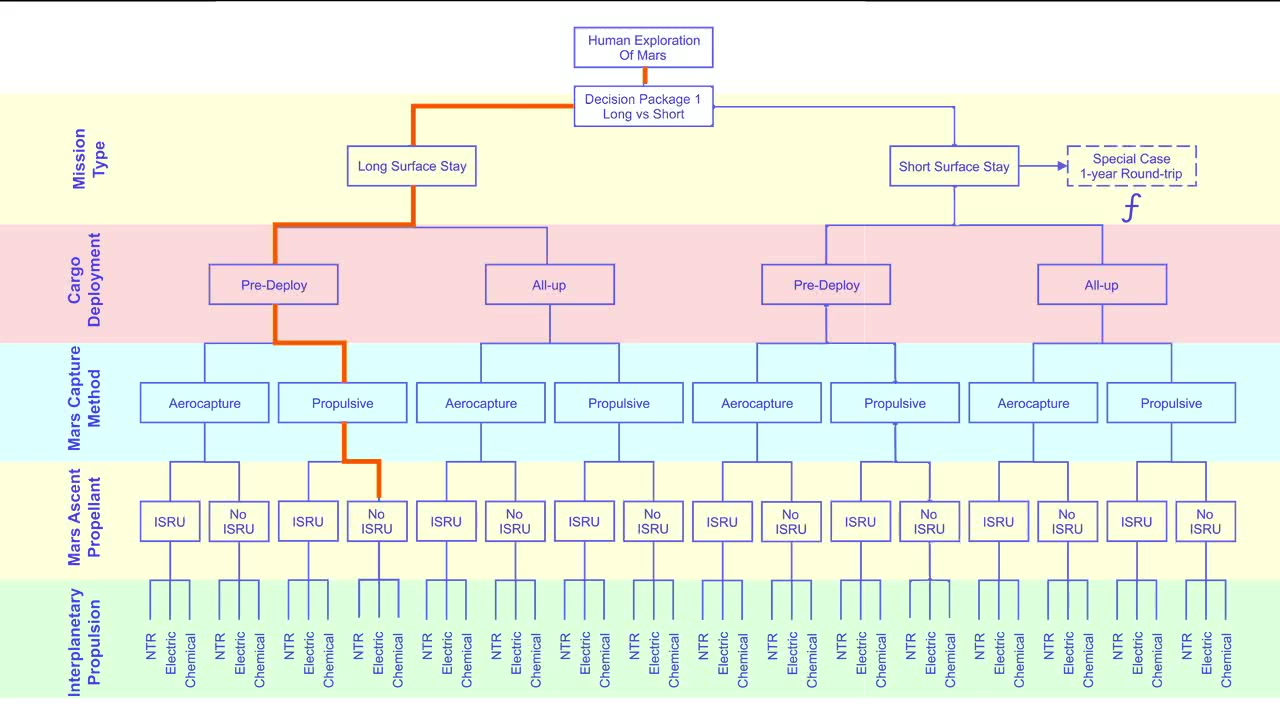 Human Exploration
Of Mars
Decision Package 1
Long vs Short
Mission
Type
Long Surface Stay
Short Surface Stay
Special Case
1-year Round-trip
ƒ
Cargo
Deployment
Pre-Deploy
All-up
Pre-Deploy
All-up
Mars Capture
Method
Aerocapture
Propulsive
Aerocapture
Propulsive
Aerocapture
Propulsive
Aerocapture
Propulsive
Mars Ascent
Propellant
ISRU
No
ISRU
ISRU
No
ISRU
ISRU
No
ISRU
ISRU
No
ISRU
ISRU
No
ISRU
ISRU
No
ISRU
ISRU
No
ISRU
ISRU
No
ISRU
Interplanetary
Propulsion
NTR
Electric
Chemical
NTR
Electric
Chemical
NTR
Electric
Chemical
NTR
Electric
Chemical
NTR
Electric
Chemical
NTR
Electric
Chemical
NTR
Electric
Chemical
NTR
Electric
Chemical
NTR
Electric
Chemical
NTR
Electric
Chemical
NTR
Electric
Chemical
NTR
Electric
Chemical
NTR
Electric
Chemical
NTR
Electric
Chemical
NTR
Electric
Chemical
NTR
Electric
Chemical